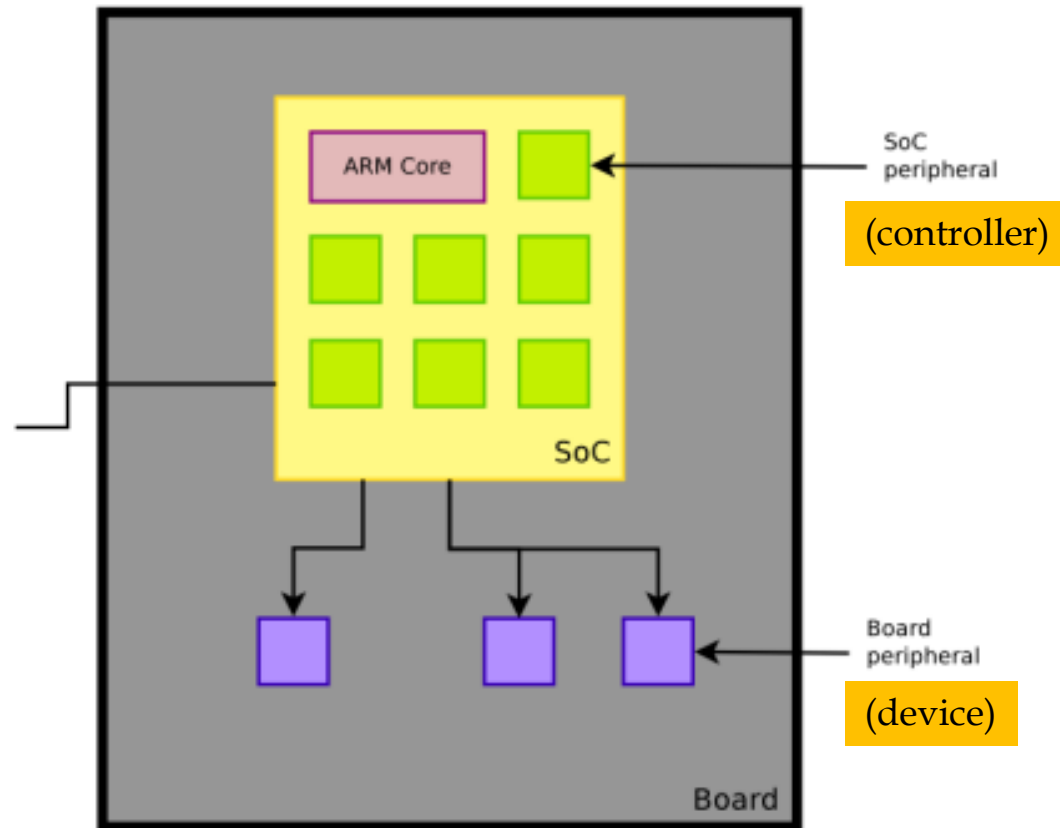 ARM Core
SoC
peripheral
(controller)
SoC
Board
peripheral
(device)
Board